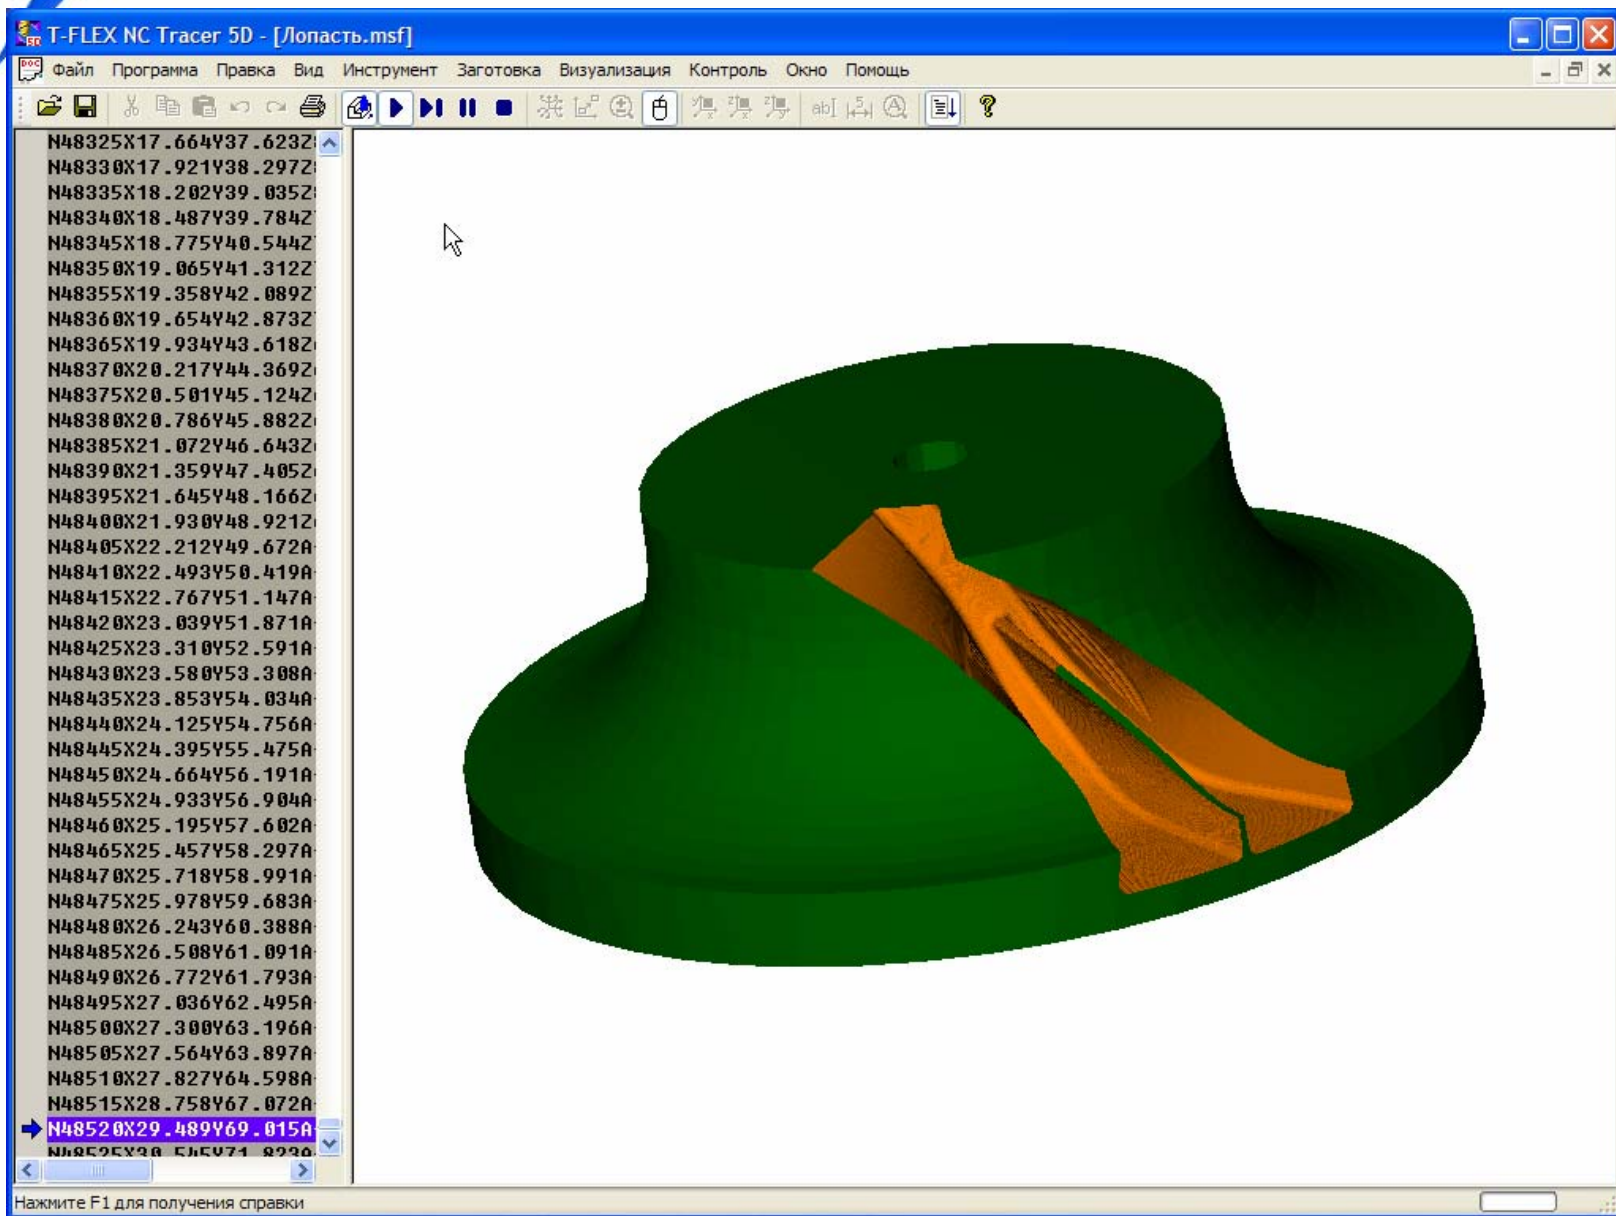 T-FLEX NC Tracer 5D - [Лопасть.msf]
Файл Программа Правка Вид Инструмент Заготовка Визуализация Контроль Окно Помощь
N48325X17.664Y37.623Z
N48330X17.921Y38.297Z
N48335X18.202Y39.035Z
N48340X18.487Y39.784Z
N48345X18.775Y40.544Z
N48350X19.065Y41.312Z
N48355X19.358Y42.089Z
N48360X19.654Y42.873Z
N48365X19.934Y43.618Z
N48370X20.217Y44.369Z
N48375X20.501Y45.124Z
N48380X20.786Y45.882Z
N48385X21.072Y46.643Z
N48390X21.359Y47.405Z
N48395X21.645Y48.166Z
N48400X21.930Y48.921Z
N48405X22.212Y49.672A
N48410X22.493Y50.419A
N48415X22.767Y51.147A
N48420X23.039Y51.871A
N48425X23.310Y52.591A
N48430X23.580Y53.308A
N48435X23.853Y54.034A
N48440X24.125Y54.756A
N48445X24.395Y55.475A
N48450X24.664Y56.191A
N48455X24.933Y56.904A
N48460X25.195Y57.602A
N48465X25.457Y58.297A
N48470X25.718Y58.991A
N48475X25.978Y59.683A
N48480X26.243Y60.388A
N48485X26.508Y61.091A
N48490X26.772Y61.793A
N48495X27.036Y62.495A
N48500X27.300Y63.196A
N48505X27.564Y63.897A
N48510X27.827Y64.598A
N48515X28.758Y67.072A
N48520X29.489Y69.015A
N48525X30.545Y71.823A
Нажмите F1 для получения справки